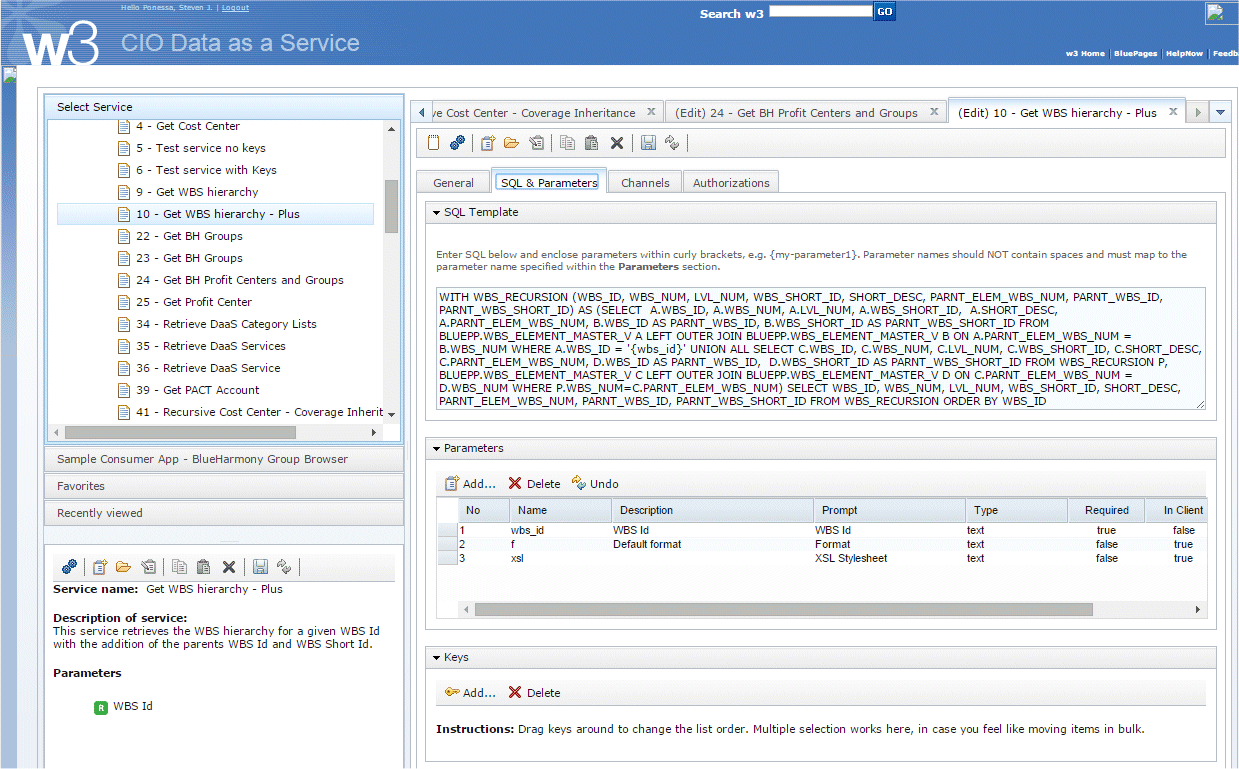 Hello Ponessa, Steven J. | Logout
w3 CIO Data as a Service
Search w3 GO
w3 Home | BluePages | HelpNow | Feedb
Select Service
4 - Get Cost Center
5 - Test service no keys
6 - Test service with Keys
9 - Get WBS hierarchy
10 - Get WBS hierarchy - Plus
22 - Get BH Groups
23 - Get BH Groups
24 - Get BH Profit Centers and Groups
25 - Get Profit Center
34 - Retrieve DaaS Category Lists
35 - Retrieve DaaS Services
36 - Retrieve DaaS Service
39 - Get PACT Account
41 - Recursive Cost Center - Coverage Inherit
Sample Consumer App - BlueHarmony Group Browser
Favorites
Recently viewed
Service name: Get WBS hierarchy - Plus
Description of service:
This service retrieves the WBS hierarchy for a given WBS Id
with the addition of the parents WBS Id and WBS Short Id.
Parameters
R WBS Id
ve Cost Center - Coverage Inheritance x (Edit) 24 - Get BH Profit Centers and Groups x (Edit) 10 - Get WBS hierarchy - Plus x
General SQL & Parameters Channels Authorizations
SQL Template
Enter SQL below and enclose parameters within curly brackets, e.g. {my-parameter1}. Parameter names should NOT contain spaces and must map to the
parameter name specified within the Parameters section.
WITH WBS_RECURSION (WBS_ID, WBS_NUM, LVL_NUM, WBS_SHORT_ID, SHORT_DESC, PARNT_ELEM_WBS_NUM, PARNT_WBS_ID,
PARNT_WBS_SHORT_ID) AS (SELECT A.WBS_ID, A.WBS_NUM, A.LVL_NUM, A.WBS_SHORT_ID, A.SHORT_DESC,
A.PARNT_ELEM_WBS_NUM, B.WBS_ID AS PARNT_WBS_ID, B.WBS_SHORT_ID AS PARNT_WBS_SHORT_ID FROM
BLUEPP.WBS_ELEMENT_MASTER_V A LEFT OUTER JOIN BLUEPP.WBS_ELEMENT_MASTER_V B ON A.PARNT_ELEM_WBS_NUM =
B.WBS_NUM WHERE A.WBS_ID = '{wbs_id}' UNION ALL SELECT C.WBS_ID, C.WBS_NUM, C.LVL_NUM, C.WBS_SHORT_ID, C.SHORT_DESC,
C.PARNT_ELEM_WBS_NUM, D.WBS_ID AS PARNT_WBS_ID, D.WBS_SHORT_ID AS PARNT_WBS_SHORT_ID FROM WBS_RECURSION P,
BLUEPP.WBS_ELEMENT_MASTER_V C LEFT OUTER JOIN BLUEPP.WBS_ELEMENT_MASTER_V D ON C.PARNT_ELEM_WBS_NUM =
D.WBS_NUM WHERE P.WBS_NUM=C.PARNT_ELEM_WBS_NUM) SELECT WBS_ID, WBS_NUM, LVL_NUM, WBS_SHORT_ID, SHORT_DESC,
PARNT_ELEM_WBS_NUM, PARNT_WBS_ID, PARNT_WBS_SHORT_ID FROM WBS_RECURSION ORDER BY WBS_ID
Parameters
Add... Delete Undo
No Name Description Prompt Type Required In Client
1 wbs_id WBS Id WBS Id text true false
2 f Default format Format text false true
3 xsl XSL Stylesheet text false true
Keys
Add... Delete
Instructions: Drag keys around to change the list order. Multiple selection works here, in case you feel like moving items in bulk.